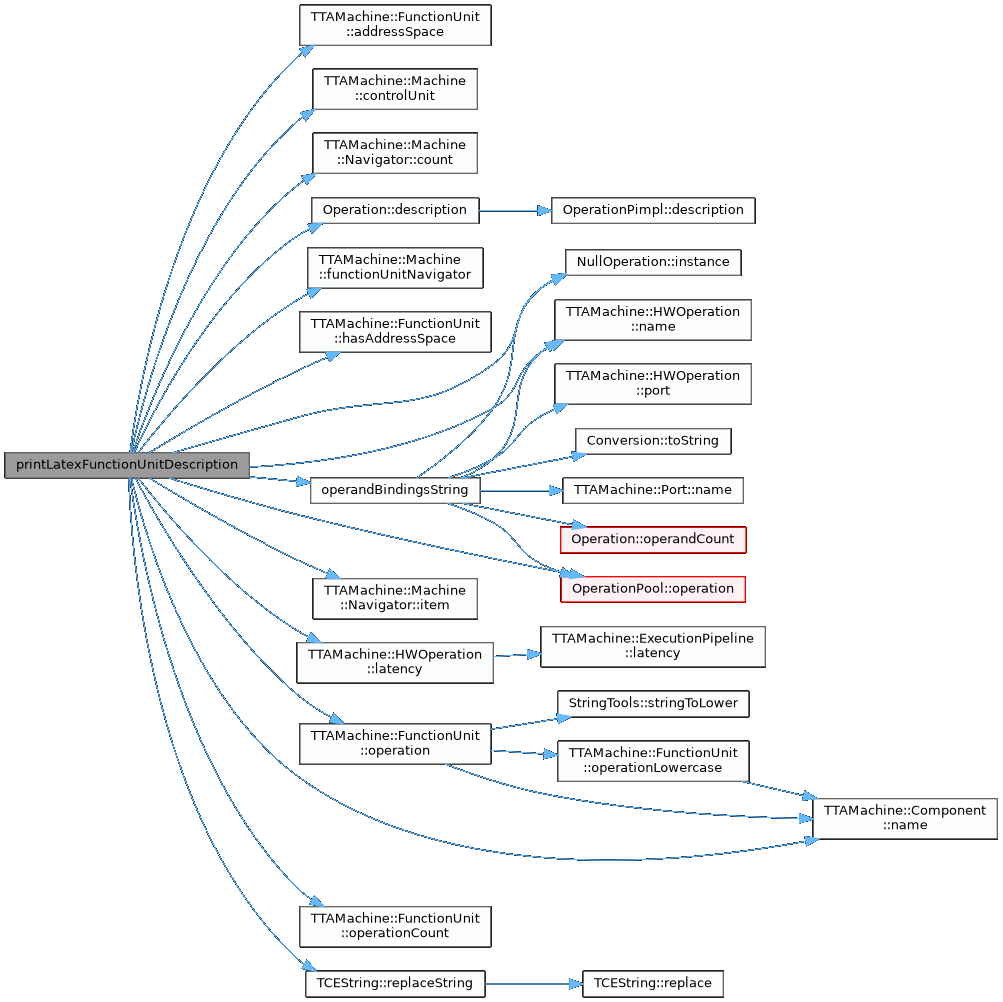 TTAMachine::FunctionUnit
::addressSpace
TTAMachine::Machine
::controlUnit
TTAMachine::Machine
::Navigator::count
Operation::description
OperationPimpl::description
TTAMachine::Machine
::functionUnitNavigator
NullOperation::instance
TTAMachine::FunctionUnit
::hasAddressSpace
TTAMachine::HWOperation
::name
TTAMachine::HWOperation
::port
Conversion::toString
printLatexFunctionUnitDescription
operandBindingsString
TTAMachine::Port::name
Operation::operandCount
OperationPool::operation
TTAMachine::Machine
::Navigator::item
TTAMachine::HWOperation
::latency
TTAMachine::ExecutionPipeline
::latency
StringTools::stringToLower
TTAMachine::FunctionUnit
::operation
TTAMachine::FunctionUnit
::operationLowercase
TTAMachine::Component
::name
TTAMachine::FunctionUnit
::operationCount
TCEString::replaceString
TCEString::replace